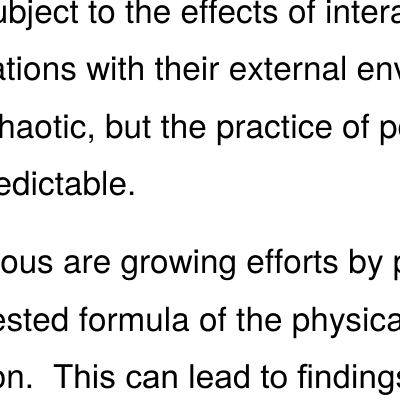 ubject to the effects of intera
ations with their external env
haotic, but the practice of p
edictable.
ous are growing efforts by p
ested formula of the physica
on. This can lead to findings